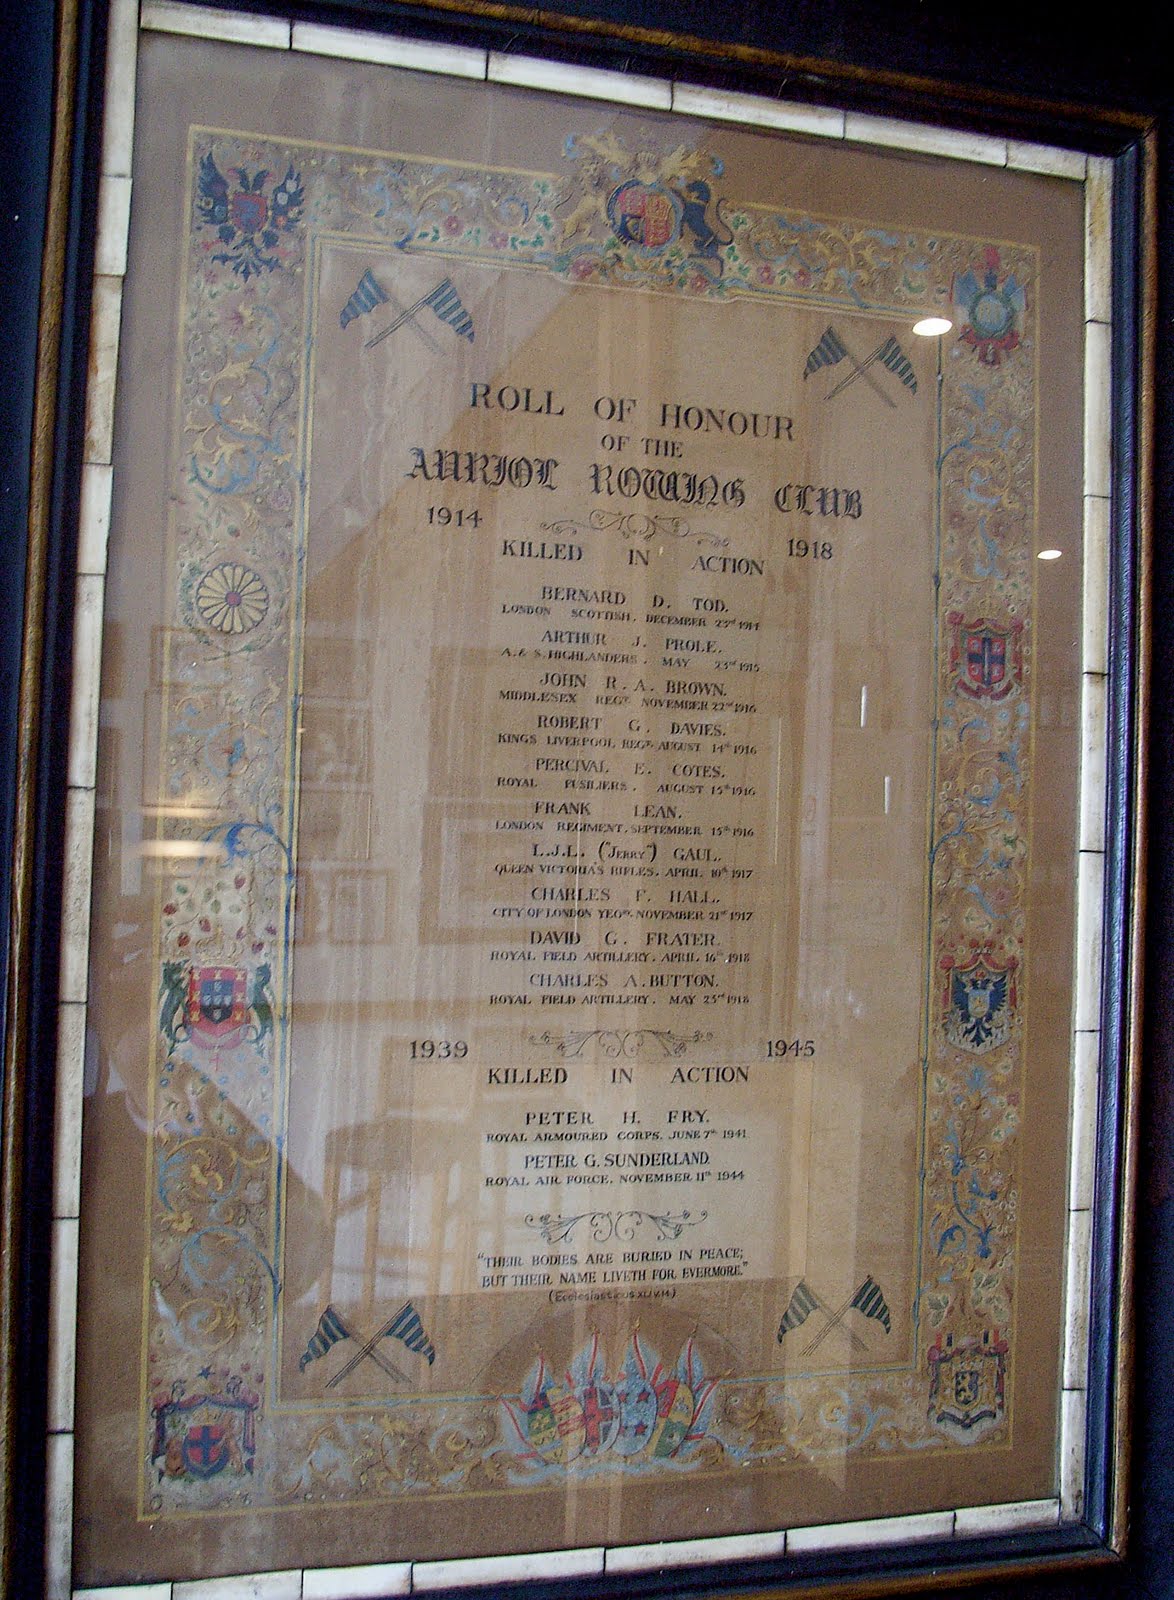 ROLL OF HONOUR
OF THE
AURIOL ROWING CLUB
1914 1918
KILLED IN ACTION
BERNARD D. TOD.
LONDON SCOTTISH. DECEMBER 23rd 1914
ARTHUR J. PROLE.
A. & S. HIGHLANDERS. MAY 23rd 1915
JOHN R. A. BROWN.
MIDDLESEX REGT. NOVEMBER 22nd 1916
ROBERT G. DAVIES.
KINGS LIVERPOOL REGT. AUGUST 14th 1916
PERCIVAL E. COTES.
ROYAL FUSILIERS. AUGUST 15th 1916
FRANK LEAN.
LONDON REGIMENT. SEPTEMBER 15th 1916
L.J.L. ("JERRY") GAUL.
QUEEN VICTORIA'S RIFLES. APRIL 10th 1917
CHARLES F. HALL.
CITY OF LONDON YEOry. NOVEMBER 21st 1917
DAVID G. FRATER.
ROYAL FIELD ARTILLERY. APRIL 16th 1918
CHARLES A. BUTTON.
ROYAL FIELD ARTILLERY. MAY 23rd 1918
1939 1945
KILLED IN ACTION
PETER H. FRY.
ROYAL ARMOURED CORPS. JUNE 7th 1941
PETER G. SUNDERLAND.
ROYAL AIR FORCE. NOVEMBER 11th 1944
"THEIR BODIES ARE BURIED IN PEACE;
BUT THEIR NAME LIVETH FOR EVERMORE."
(Ecclesiasticus XLIV.14)